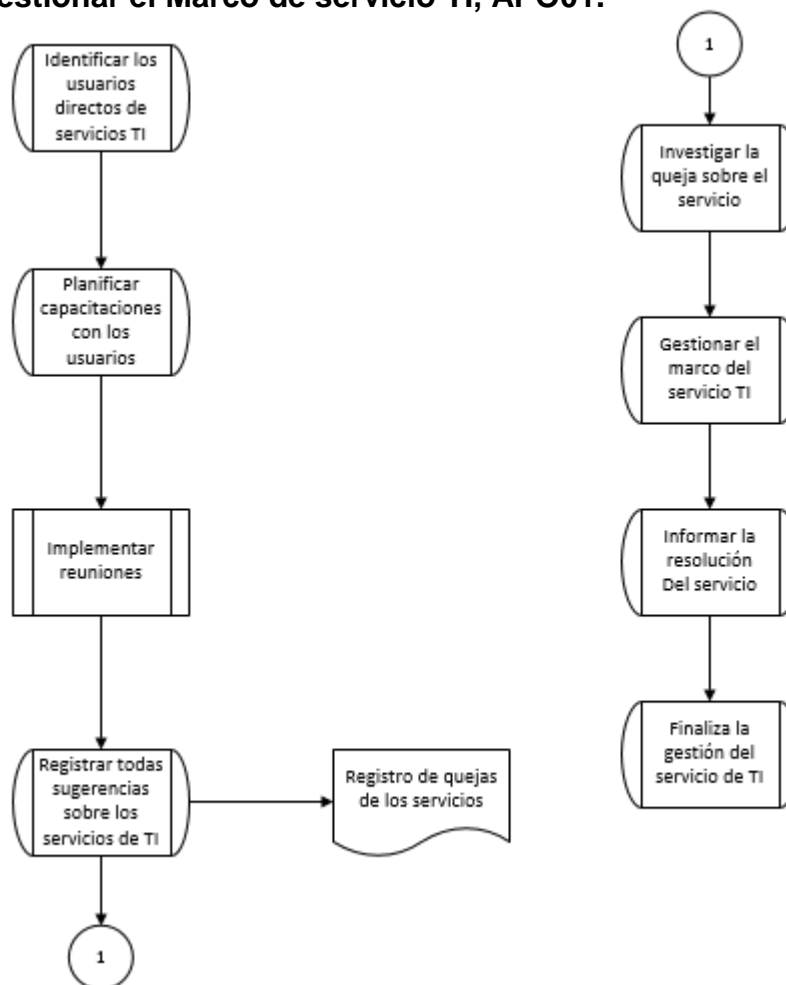 estionar el Marco de servicio TI, APO01:
Identificar los
usuarios
directos de
servicios TI
Planificar
capacitaciones
con los
usuarios
Implementar
reuniones
Registrar todas
sugerencias
sobre los
servicios de TI
Registro de quejas
de los servicios
1
1
Investigar la
queja sobre el
servicio
Gestionar el
marco del
servicio TI
Informar la
resolución
Del servicio
Finaliza la
gestión del
servicio de TI